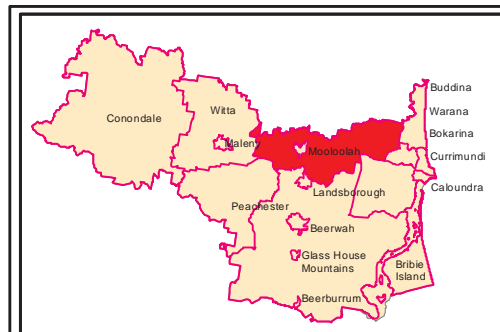 Buddina
Warana
Bokarina
Currimundi
Caloundra
Witta
Conondale
Maleny
Mooloolah
Landsborough
Peachester
Beerwah
Glass House
Mountains
Bribie
Island
Beerburrum